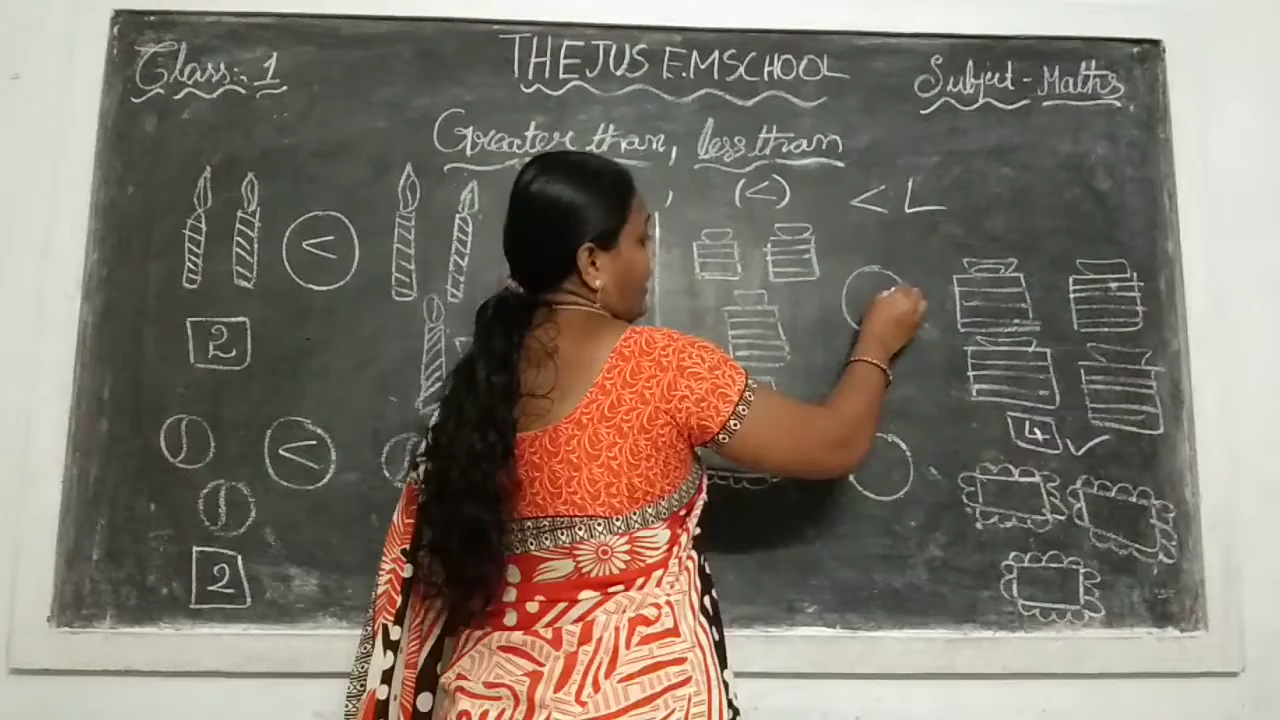 Class:- 1
THEJUS E.M SCHOOL
Subject - Maths
Greater than, less than
, (<) < L
<
2
4 ✓
<
2